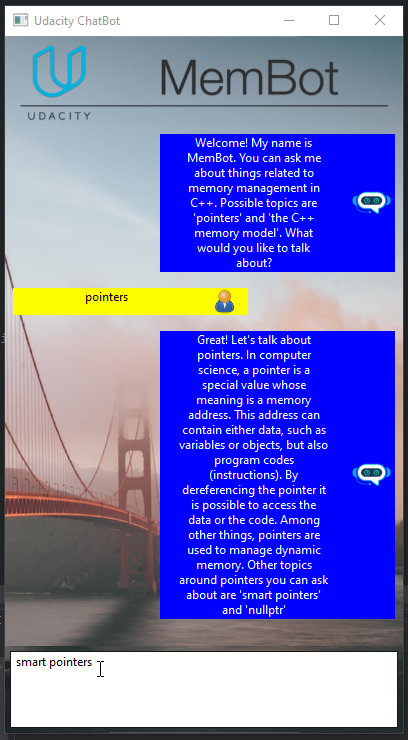 Udacity ChatBot
UDACITY
MemBot
Welcome! My name is
MemBot. You can ask me
about things related to
memory management in
C++. Possible topics are
'pointers' and 'the C++
memory model'. What
would you like to talk
about?
pointers
Great! Let's talk about
pointers. In computer
science, a pointer is a
special value whose
meaning is a memory
address. This address can
contain either data, such as
variables or objects, but also
program codes
(instructions). By
dereferencing the pointer it
is possible to access the
data or the code. Among
other things, pointers are
used to manage dynamic
memory. Other topics
around pointers you can ask
about are 'smart pointers'
and 'nullptr'
smart pointers